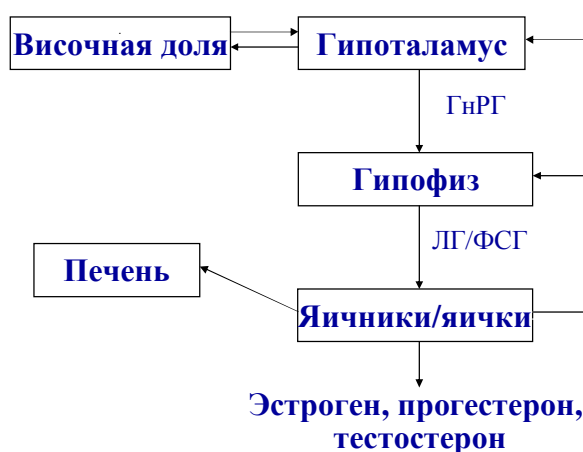 Височная доля
Гипоталамус
ГнРГ
Гипофиз
ЛГ/ФСГ
Печень
Яичники/яички
Эстроген, прогестерон,
тестостерон